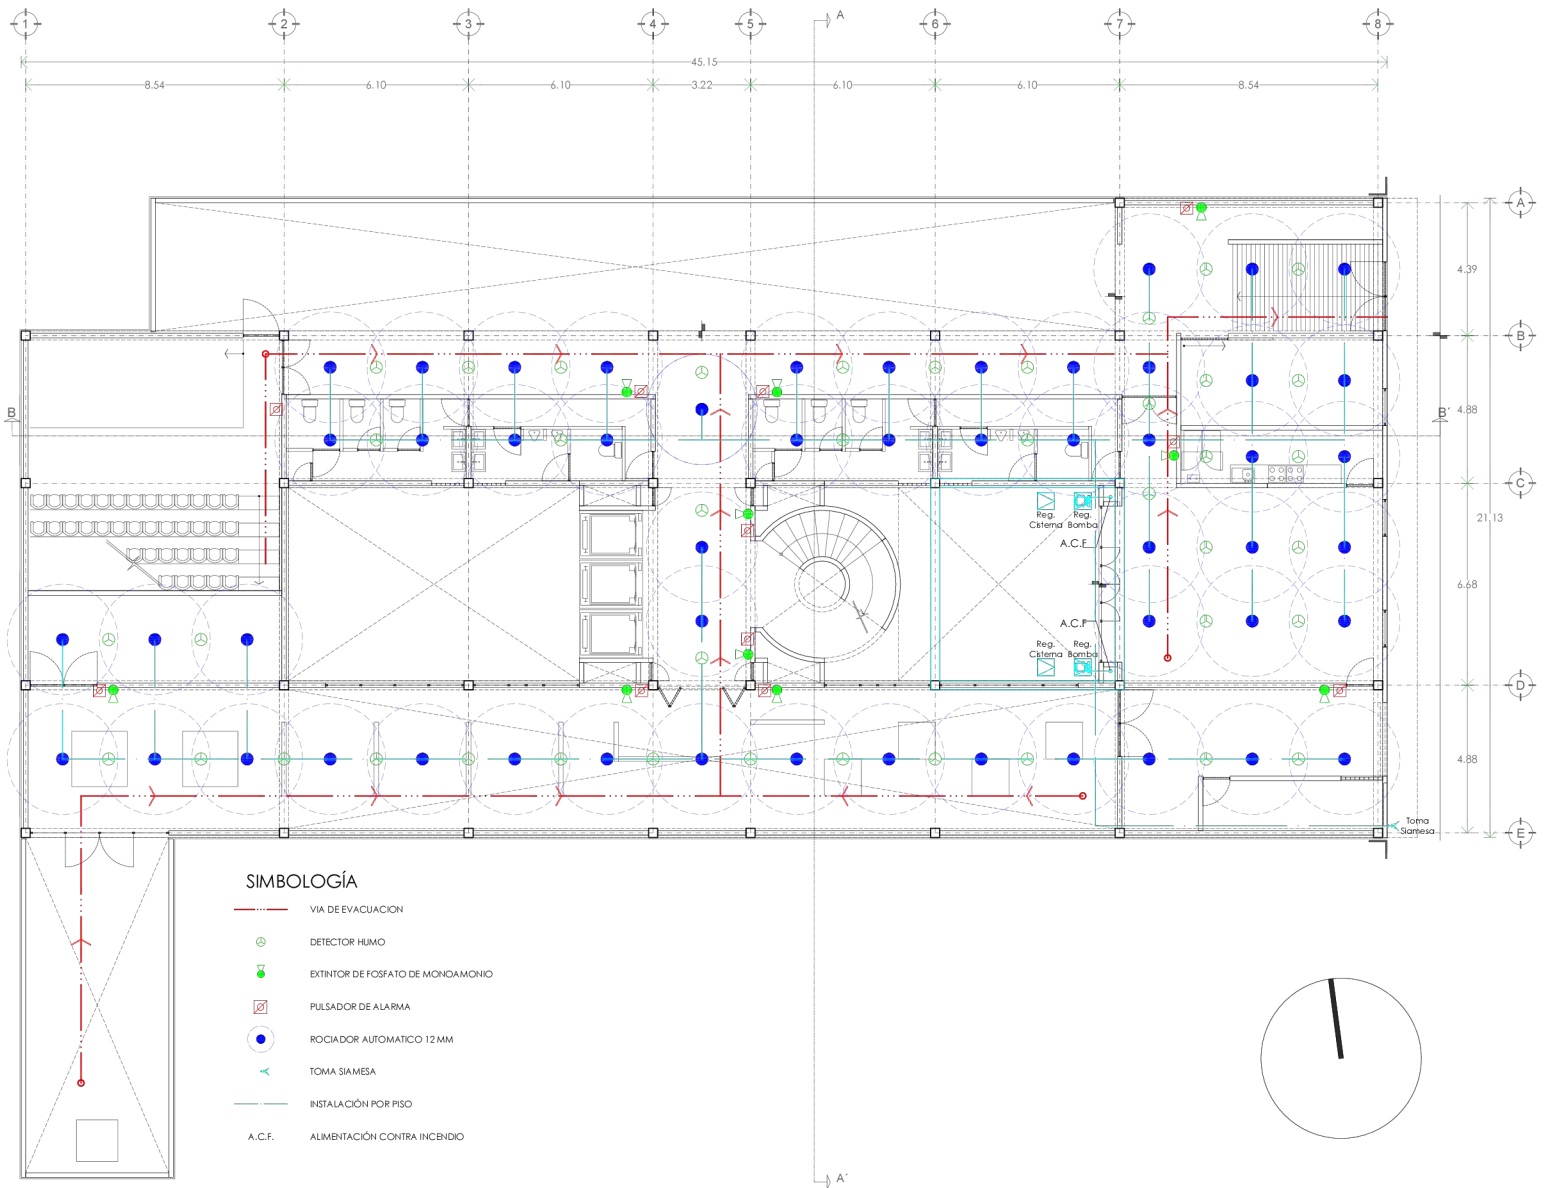 1 2 3 4 5 6 7 8
A
45.15
8.54 6.10 6.10 3.22 6.10 6.10 8.54
A
4.39
B
B
4.88
B´
C
Reg. Reg.
Cisterna Bomba
21.13
A.C.F
6.68
A.C.F
Reg. Reg.
Cisterna Bomba
D
4.88
Toma
Siamesa
E
SIMBOLOGÍA
VIA DE EVACUACION
DETECTOR HUMO
EXTINTOR DE FOSFATO DE MONOAMONIO
PULSADOR DE ALARMA
ROCIADOR AUTOMATICO 12 MM
TOMA SIAMESA
INSTALACIÓN POR PISO
A.C.F. ALIMENTACIÓN CONTRA INCENDIO
A´